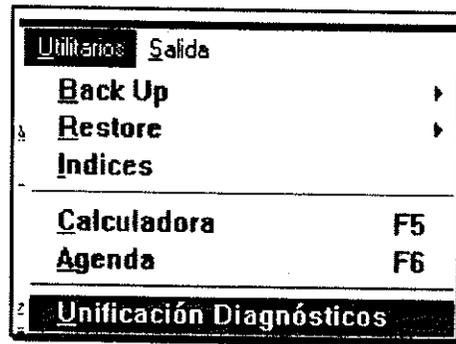 Utilitarios Salida
Back Up
Restore
Indices
Calculadora F5
Agenda F6
Unificación Diagnósticos